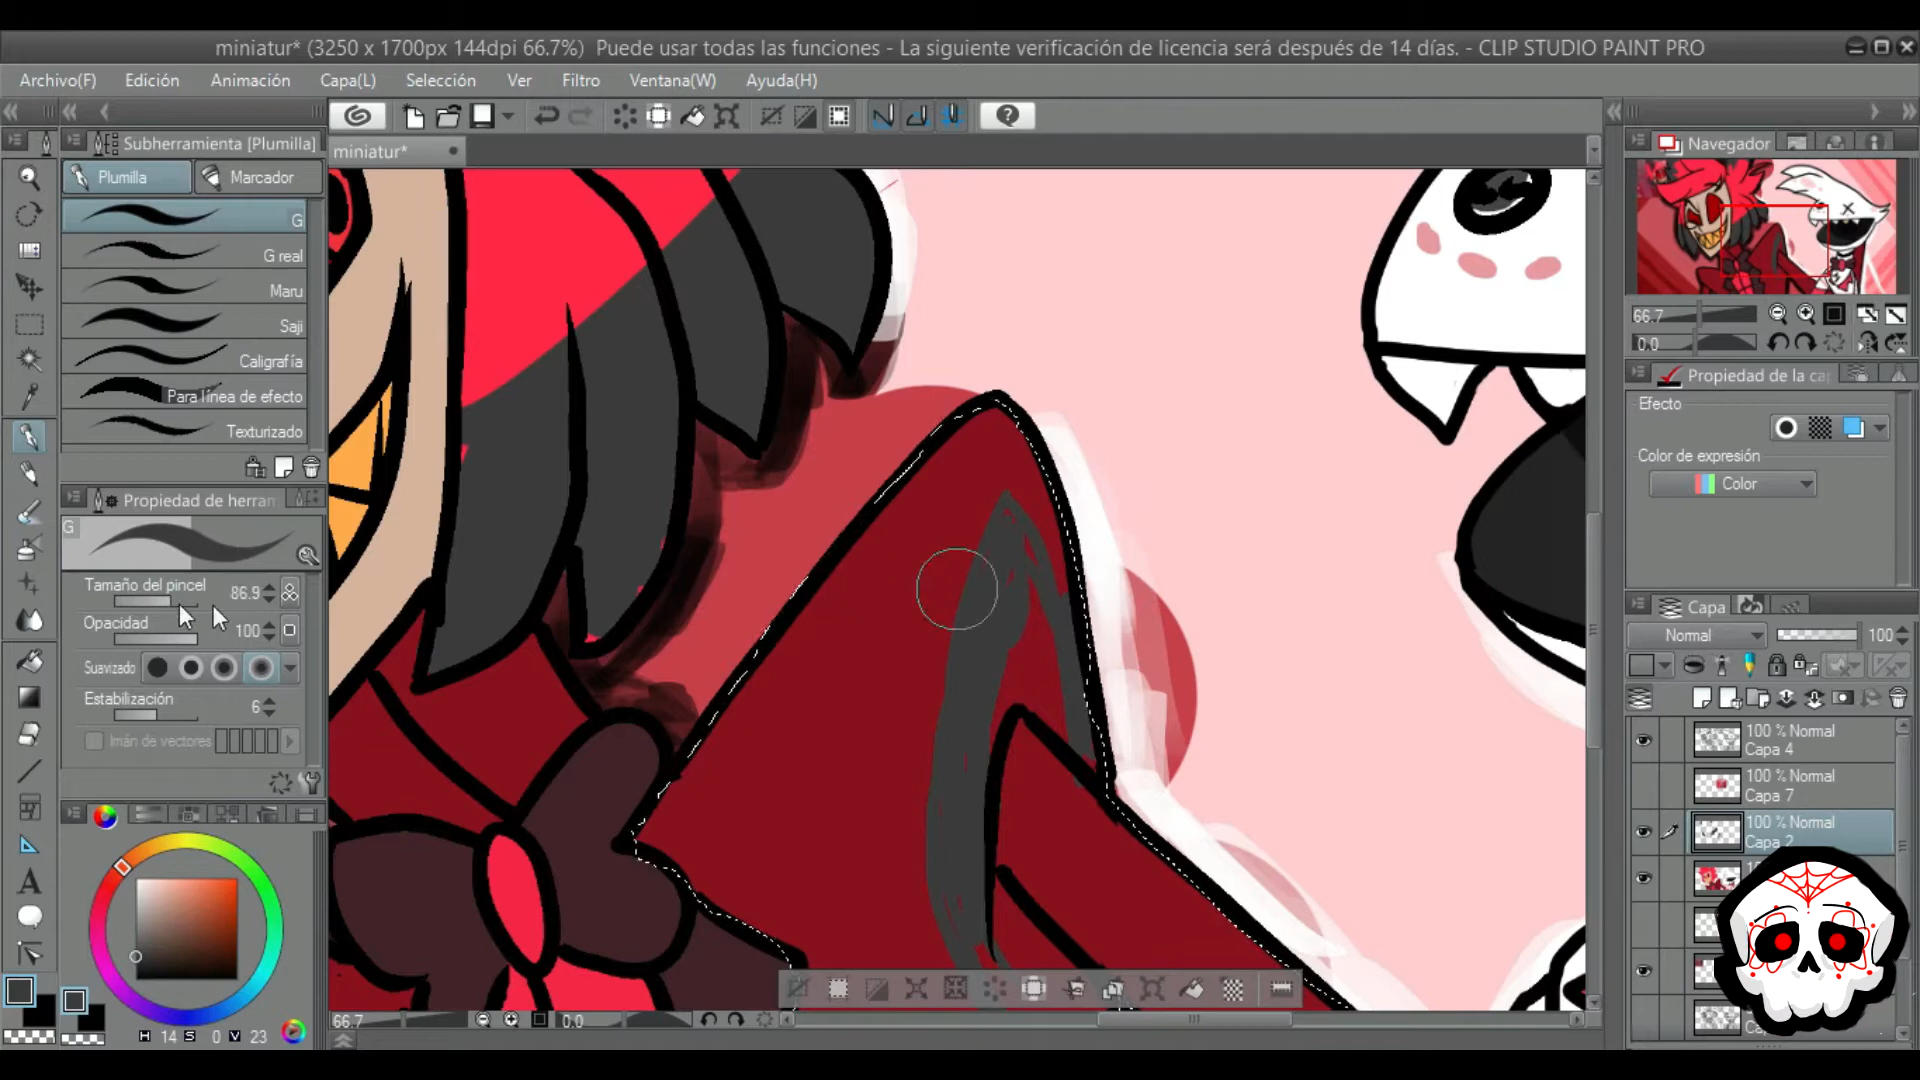 miniatur* (3250 x 1700px 144dpi 66.7%) Puede usar todas las funciones - La siguiente verificación de licencia será después de 14 días. - CLIP STUDIO PAINT PRO
Archivo(F) Edición Animación Capa(L) Selección Ver Filtro Ventana(W) Ayuda(H)
Subherramienta [Plumilla]
miniatur*
Plumilla Marcador
G
G real
Maru
Saji
Caligrafía
Para línea de efecto
Texturizado
Propiedad de herran
G
Tamaño del pincel 86.9
Opacidad 100
Suavizado
Estabilización 6
Imán de vectores
H 14 S 0 V 23
66.7 0.0
Navegador
66.7
0.0
Propiedad de la ca
Efecto
Color de expresión
Color
Capa
Normal 100
100 % Normal
Capa 4
100 % Normal
Capa 7
100 % Normal
Capa 2